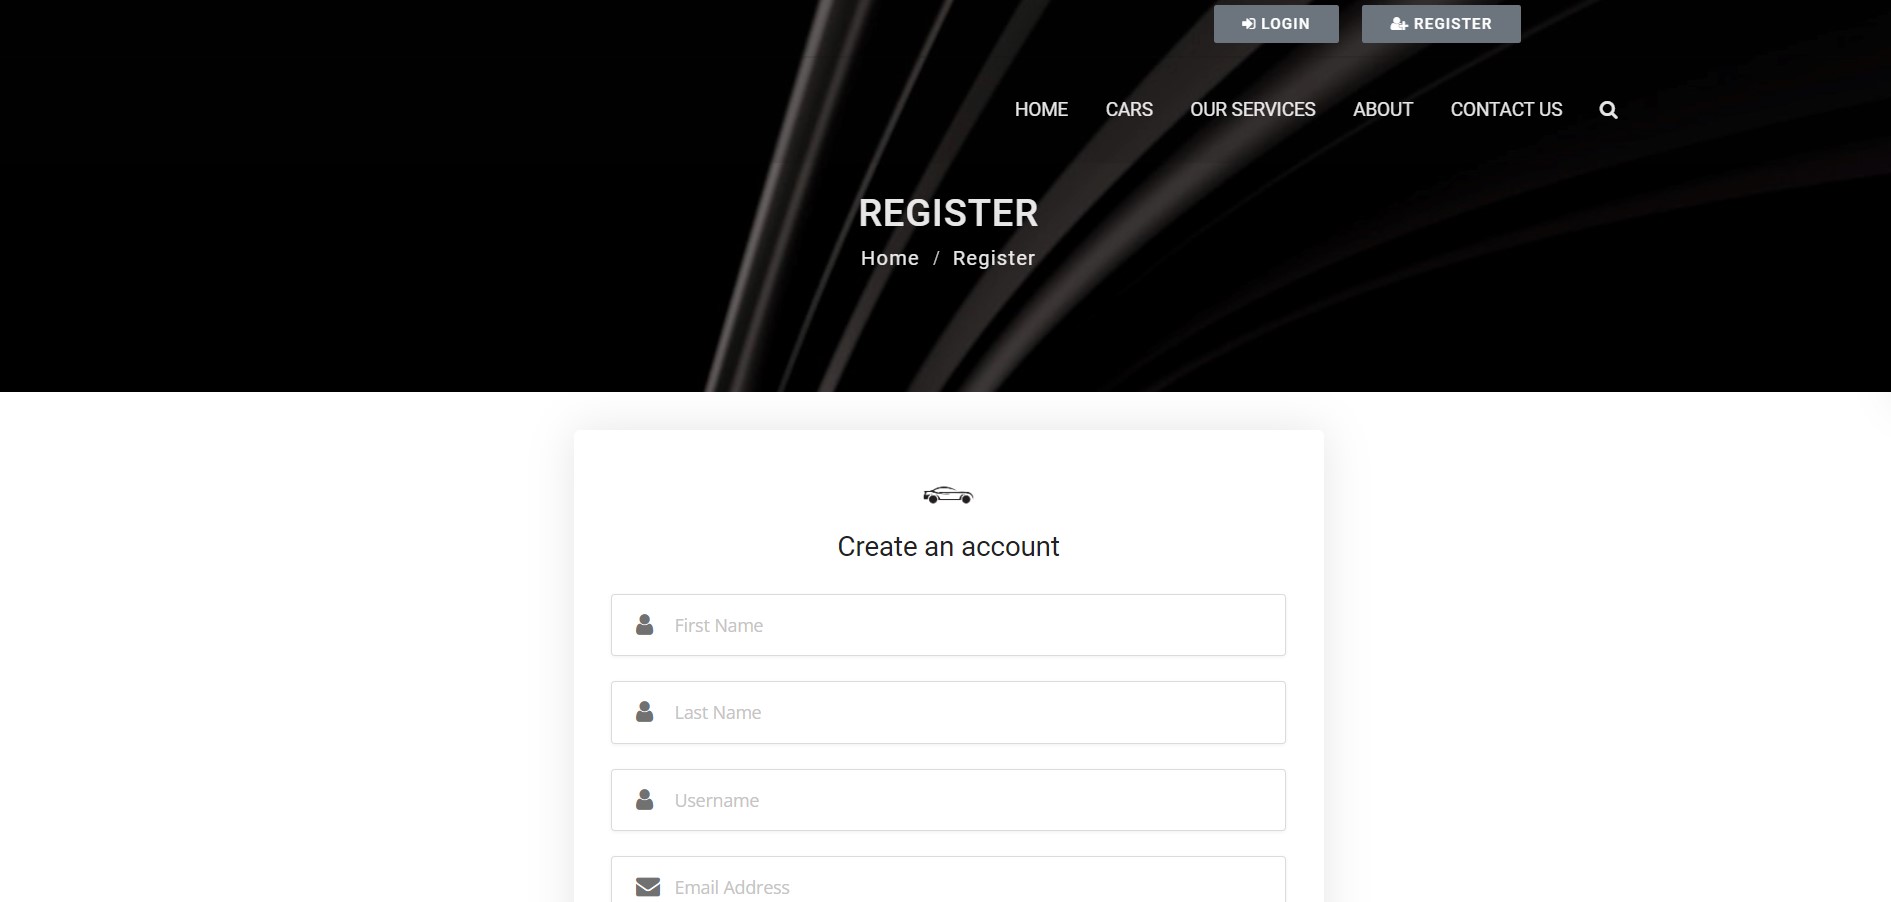 LOGIN REGISTER
HOME CARS OUR SERVICES ABOUT CONTACT US
REGISTER
Home / Register
Create an account
First Name
Last Name
Username
Email Address